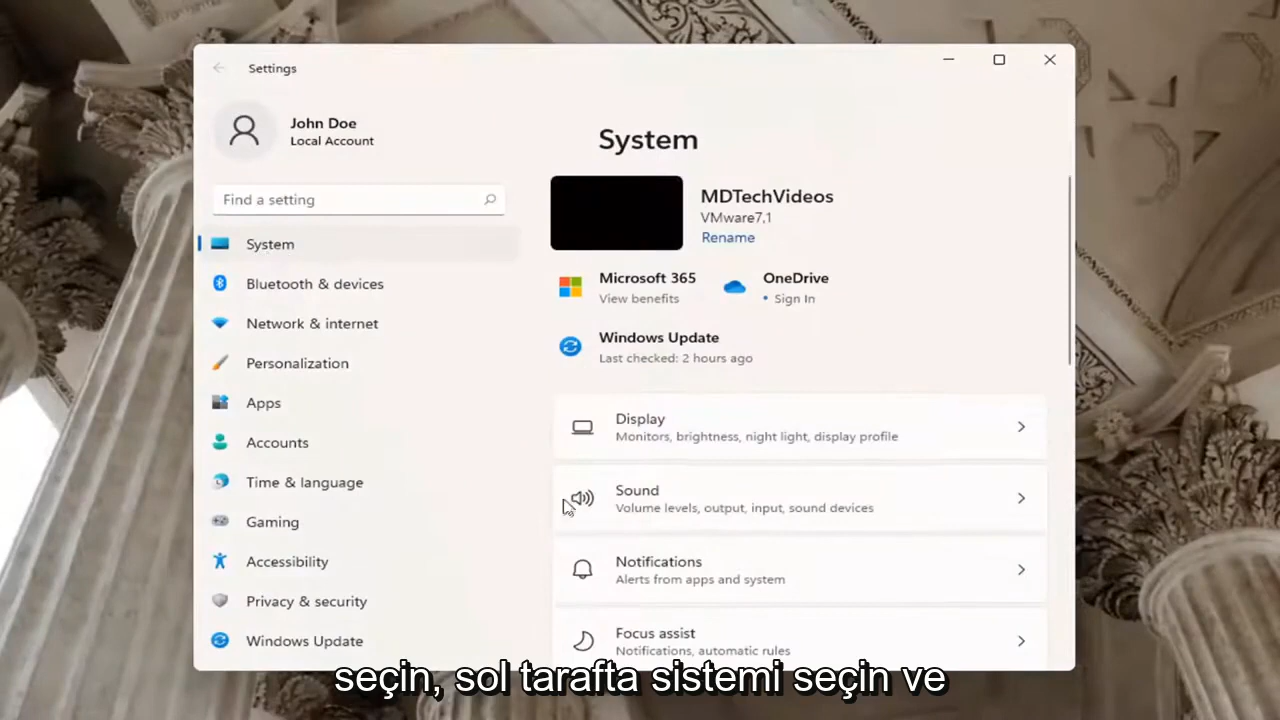 Settings
John Doe
Local Account
Find a setting
System
Bluetooth & devices
Network & internet
Personalization
Apps
Accounts
Time & language
Gaming
Accessibility
Privacy & security
Windows Update
System
MDTechVideos
VMware7,1
Rename
Microsoft 365
View benefits
OneDrive
• Sign In
Windows Update
Last checked: 2 hours ago
Display
Monitors, brightness, night light, display profile
Sound
Volume levels, output, input, sound devices
Notifications
Alerts from apps and system
Focus assist
Notifications, automatic rules
seçin, sol tarafta sistemi seçin ve